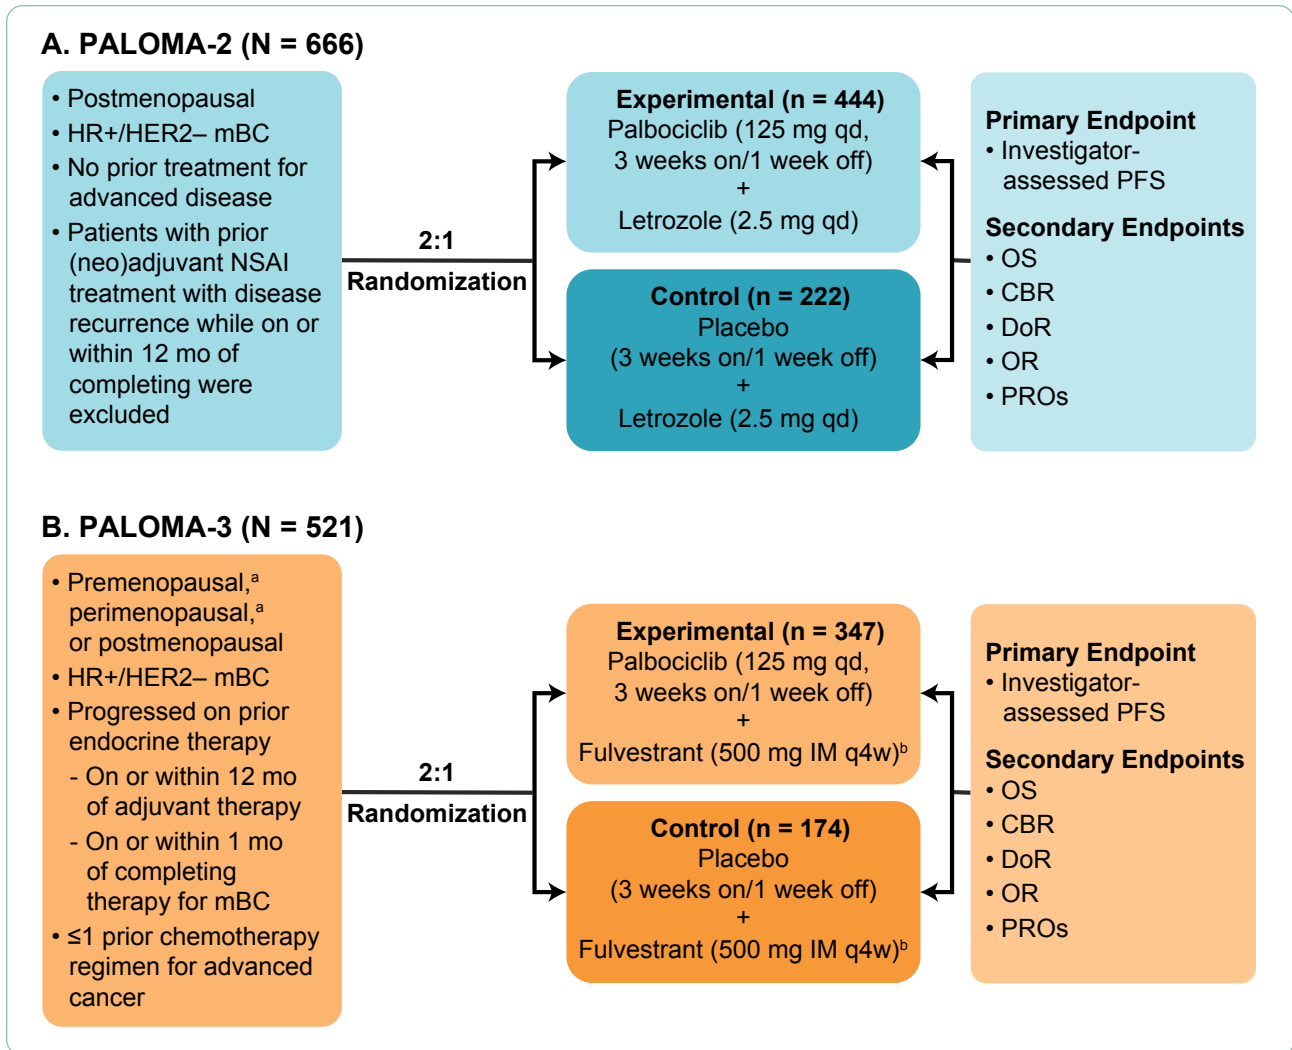 A. PALOMA-2 (N = 666)
• Postmenopausal
• HR+/HER2– mBC
• No prior treatment for
advanced disease
• Patients with prior
(neo)adjuvant NSAI
treatment with disease
recurrence while on or
within 12 mo of
completing were
excluded
2:1
Randomization
Experimental (n = 444)
Palbociclib (125 mg qd,
3 weeks on/1 week off)
+
Letrozole (2.5 mg qd)
Control (n = 222)
Placebo
(3 weeks on/1 week off)
+
Letrozole (2.5 mg qd)
Primary Endpoint
• Investigator-
assessed PFS
Secondary Endpoints
• OS
• CBR
• DoR
• OR
• PROs
B. PALOMA-3 (N = 521)
• Premenopausal,ᵃ
perimenopausal,ᵃ
or postmenopausal
• HR+/HER2– mBC
• Progressed on prior
endocrine therapy
- On or within 12 mo
of adjuvant therapy
- On or within 1 mo
of completing
therapy for mBC
• ≤1 prior chemotherapy
regimen for advanced
cancer
2:1
Randomization
Experimental (n = 347)
Palbociclib (125 mg qd,
3 weeks on/1 week off)
+
Fulvestrant (500 mg IM q4w)ᵇ
Control (n = 174)
Placebo
(3 weeks on/1 week off)
+
Fulvestrant (500 mg IM q4w)ᵇ
Primary Endpoint
• Investigator-
assessed PFS
Secondary Endpoints
• OS
• CBR
• DoR
• OR
• PROs